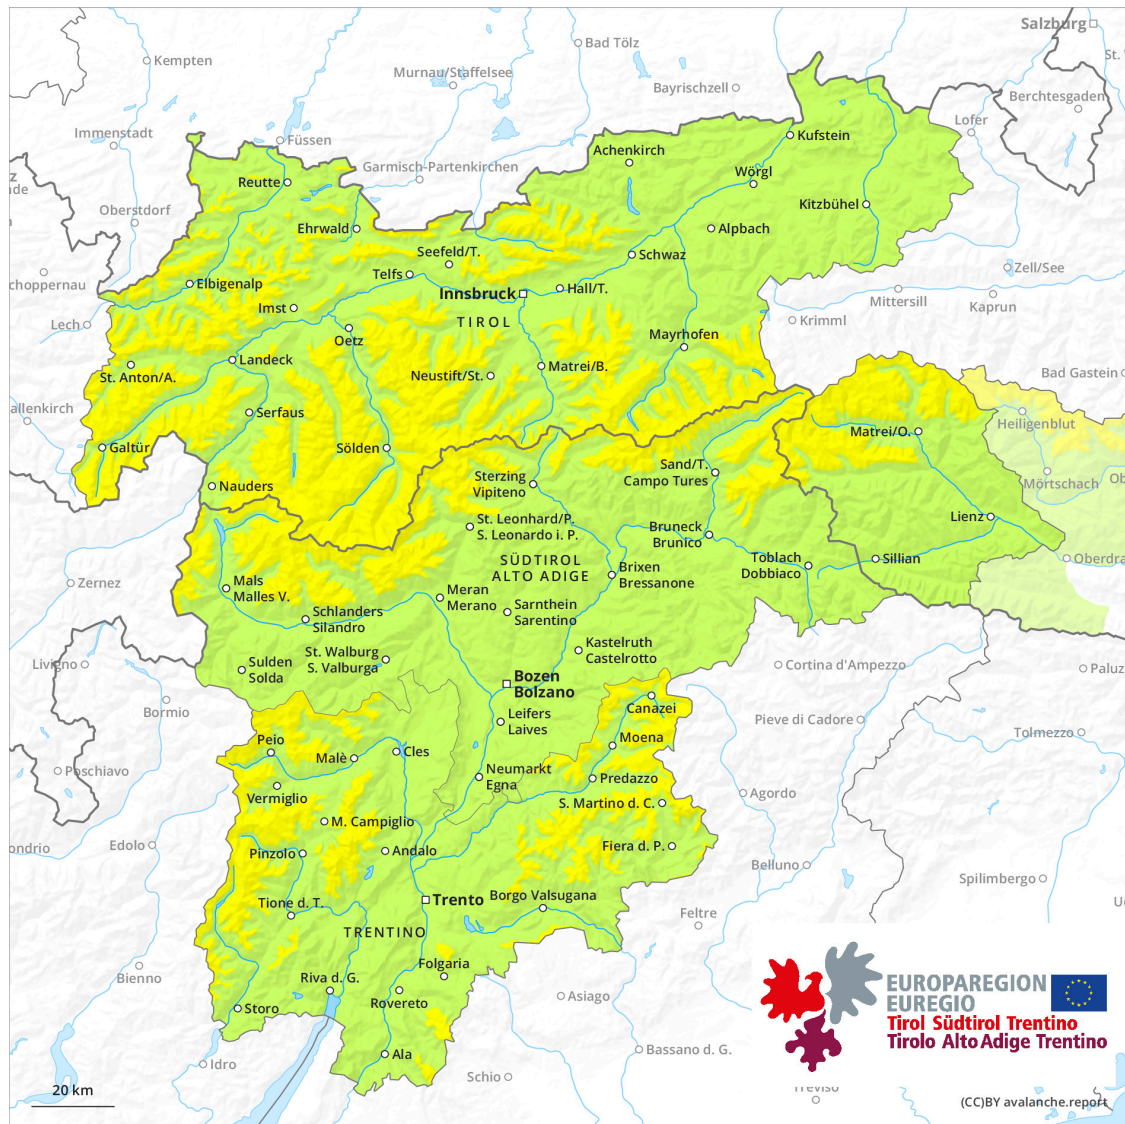 Salzburg
Bad Tölz
Kempten
St.
Murnau/Staffelsee
Bayrischzell
Berchtesgaden
Lofer
Immenstadt
Füssen
Kufstein
Achenkirch
Garmisch-Partenkirchen
Wörgl
Reutte
Kitzbühel
Oberstdorf
Ehrwald
Alpbach
Seefeld/T.
Schwaz
Zell/See
Telfs
choppernau
Elbigenalp
Hall/T.
Innsbruck
Mittersill
Kaprun
Imst
Lech
TIROL
Krimml
Oetz
Mayrhofen
Landeck
Matrei/B.
St. Anton/A.
Neustift/St.
Bad Gastein
allenkirch
Serfaus
Heiligenblut
Matrei/O.
Galtür
Sölden
Sand/T.
Campo Tures
Sterzing
Vipiteno
Nauders
Mörtschach
Ob
St. Leonhard/P.
S. Leonardo i. P.
Lienz
Bruneck
Brunico
SÜDTIROL
ALTO ADIGE
Toblach
Dobbiaco
Sillian
Oberdra
Brixen
Bressanone
Zernez
Mals
Malles V.
Meran
Merano
Sarnthein
Sarentino
Schlanders
Silandro
Kastelruth
Castelrotto
St. Walburg
S. Valburga
Livigno
Sulden
Solda
Cortina d'Ampezzo
Paluz
Bozen
Bolzano
Canazei
Bormio
Leifers
Laives
Pieve di Cadore
Tolmezzo
Peio
Malè
Cles
Moena
Poschiavo
Neumarkt
Egna
Predazzo
Vermiglio
Agordo
S. Martino d. C.
M. Campiglio
Edolo
ondrio
Pinzolo
Andalo
Fiera d. P.
Belluno
Spilimbergo
Trento
Borgo Valsugana
Tione d. T.
Feltre
TRENTINO
Folgaria
Bienno
Riva d. G.
Rovereto
Asiago
Storo
EUROPAREGION
EUREGIO
Tirol Südtirol Trentino
Tirolo Alto Adige Trentino
Ala
Bassano d. G.
Idro
Schio
Treviso
20 km
(CC)BY avalanche.report